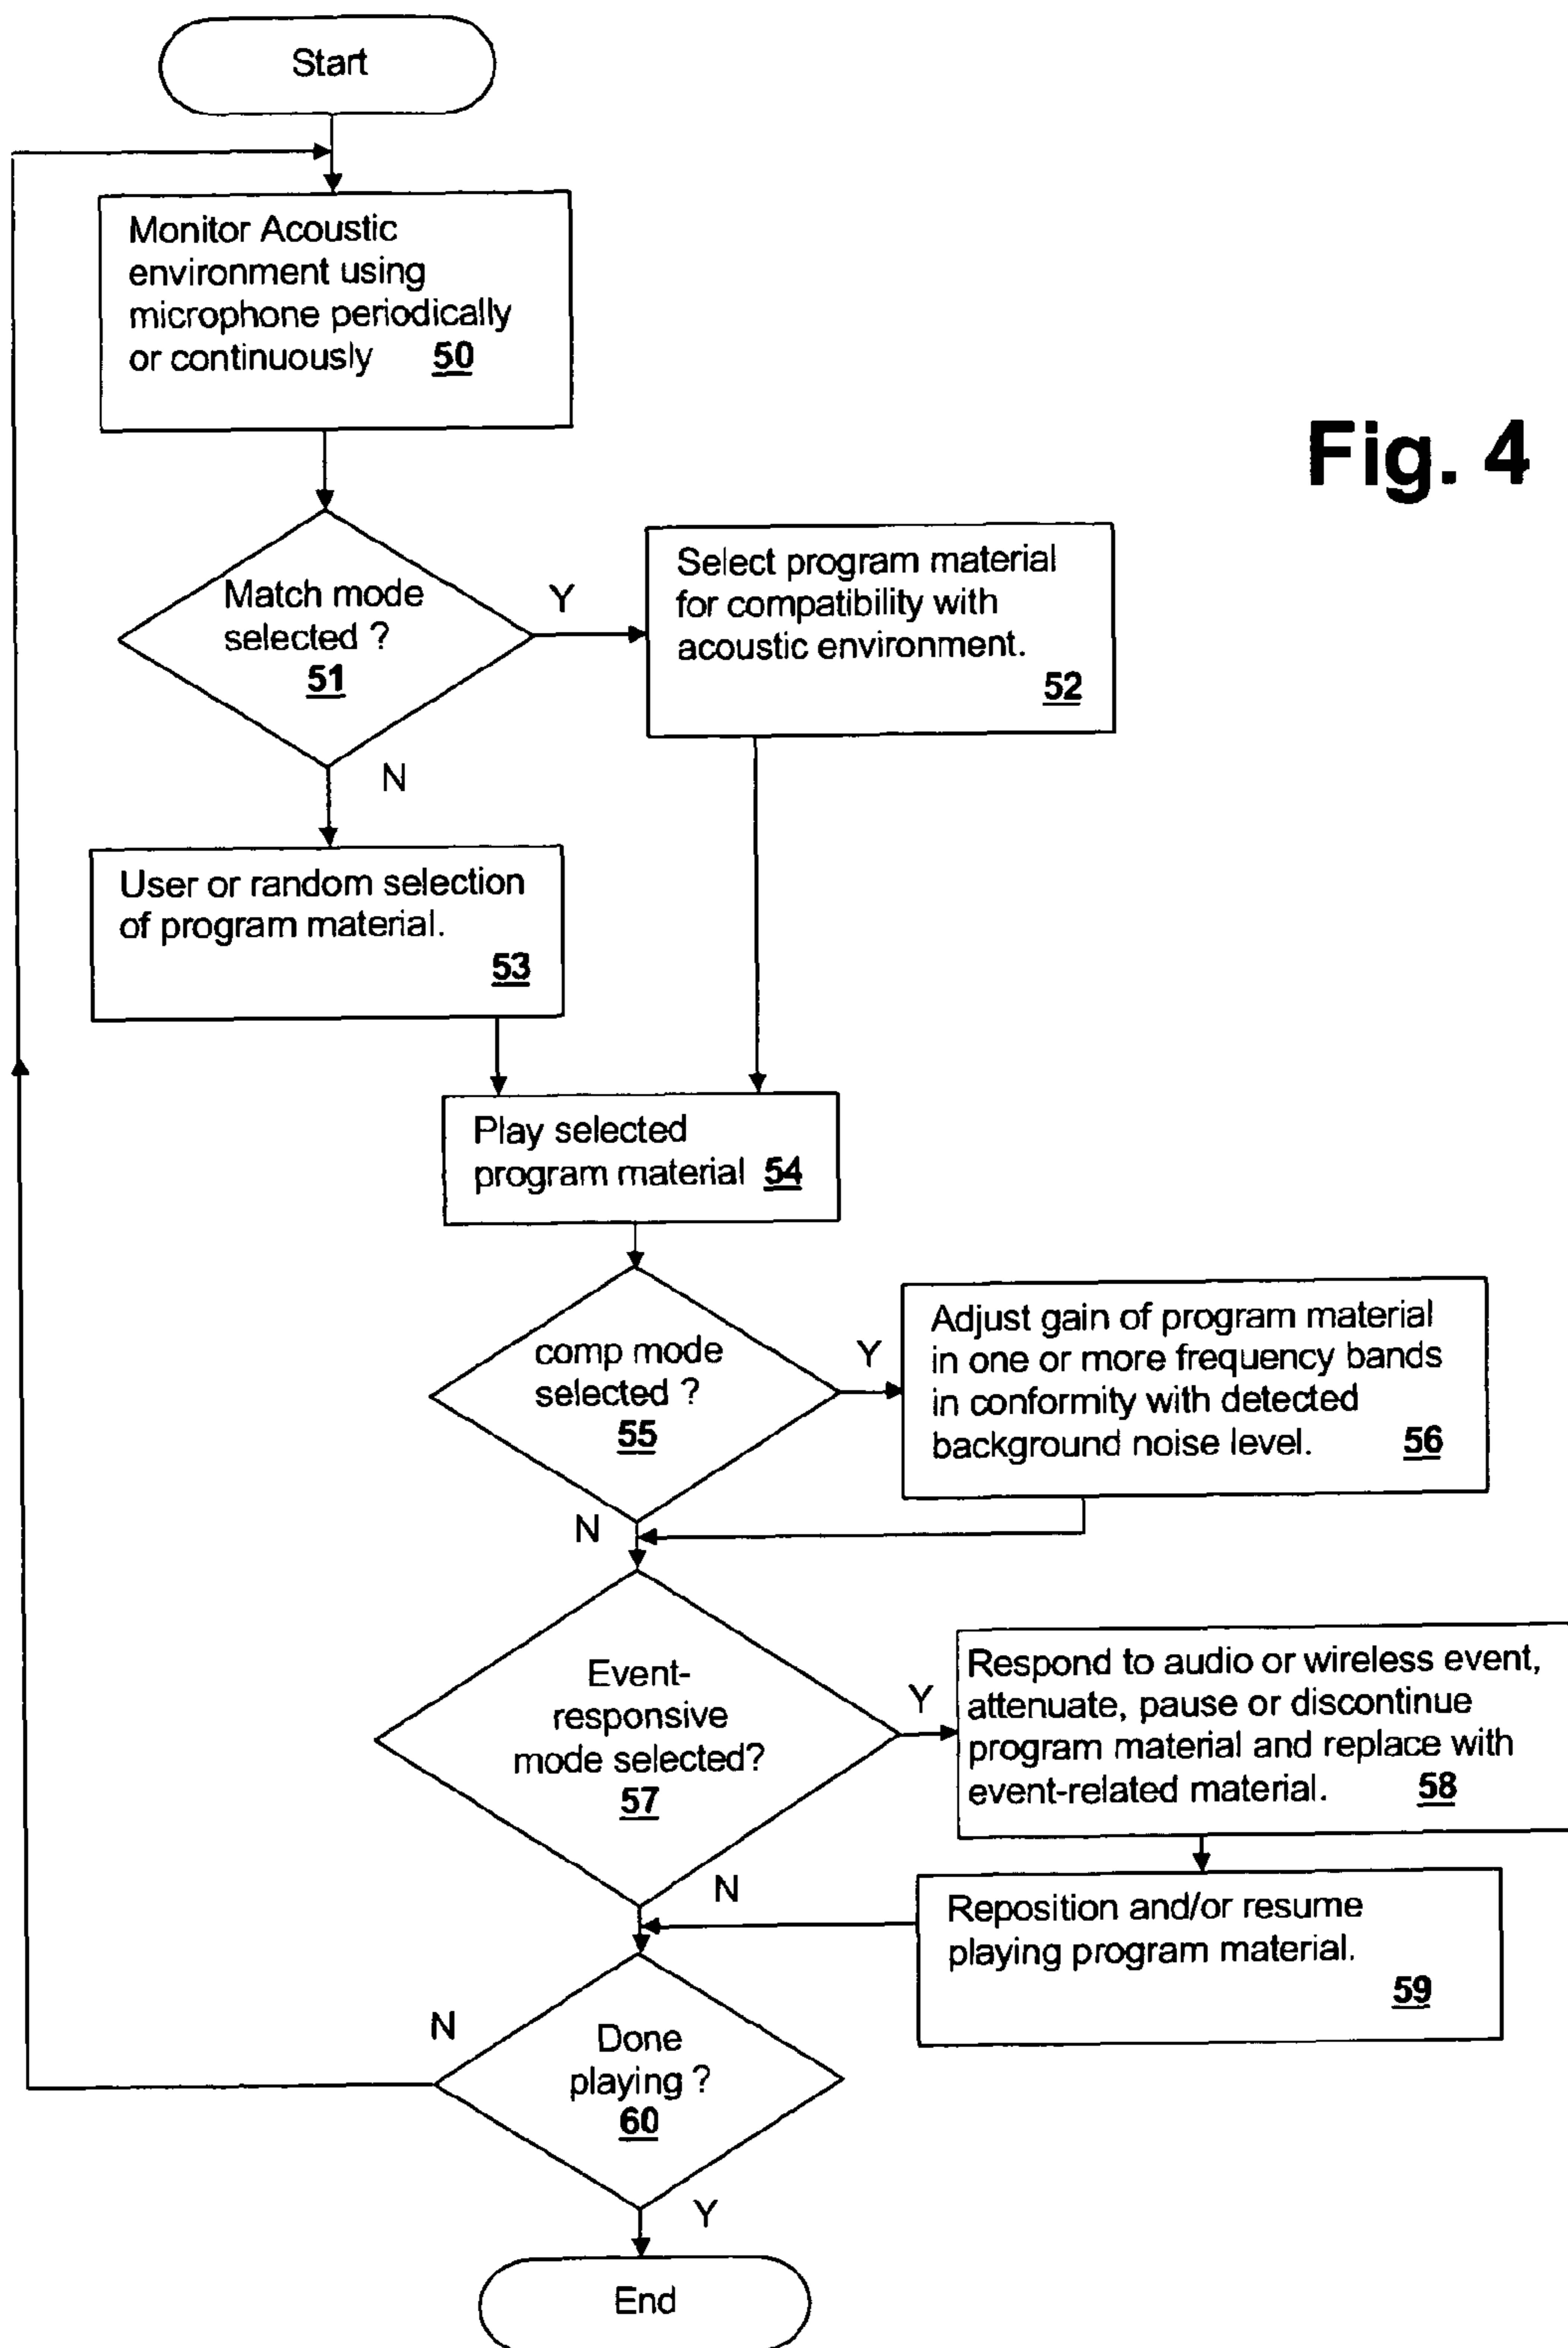 Start
Monitor Acoustic
environment using
microphone periodically
or continuously 50
Fig. 4
Match mode
selected ?
51
Y
N
Select program material
for compatibility with
acoustic environment.
52
User or random selection
of program material.
53
Play selected
program material 54
comp mode
selected ?
55
Y
N
Adjust gain of program material
in one or more frequency bands
in conformity with detected
background noise level. 56
Event-
responsive
mode selected?
57
Y
N
Respond to audio or wireless event,
attenuate, pause or discontinue
program material and replace with
event-related material. 58
Reposition and/or resume
playing program material.
59
Done
playing ?
60
N
Y
End